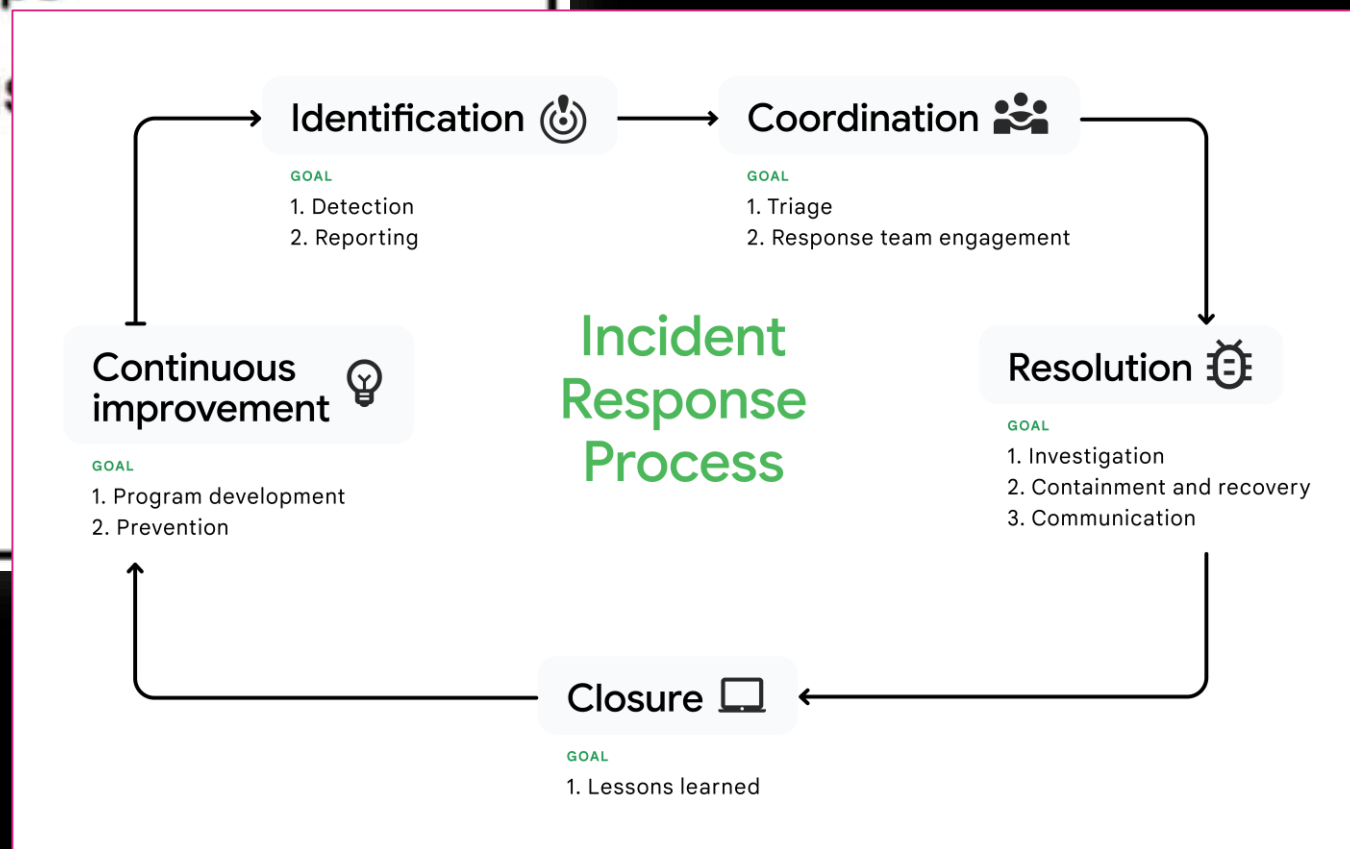 Identification
GOAL
1. Detection
2. Reporting
Coordination
GOAL
1. Triage
2. Response team engagement
Incident
Response
Process
Continuous
improvement
GOAL
1. Program development
2. Prevention
Resolution
GOAL
1. Investigation
2. Containment and recovery
3. Communication
Closure
GOAL
1. Lessons learned